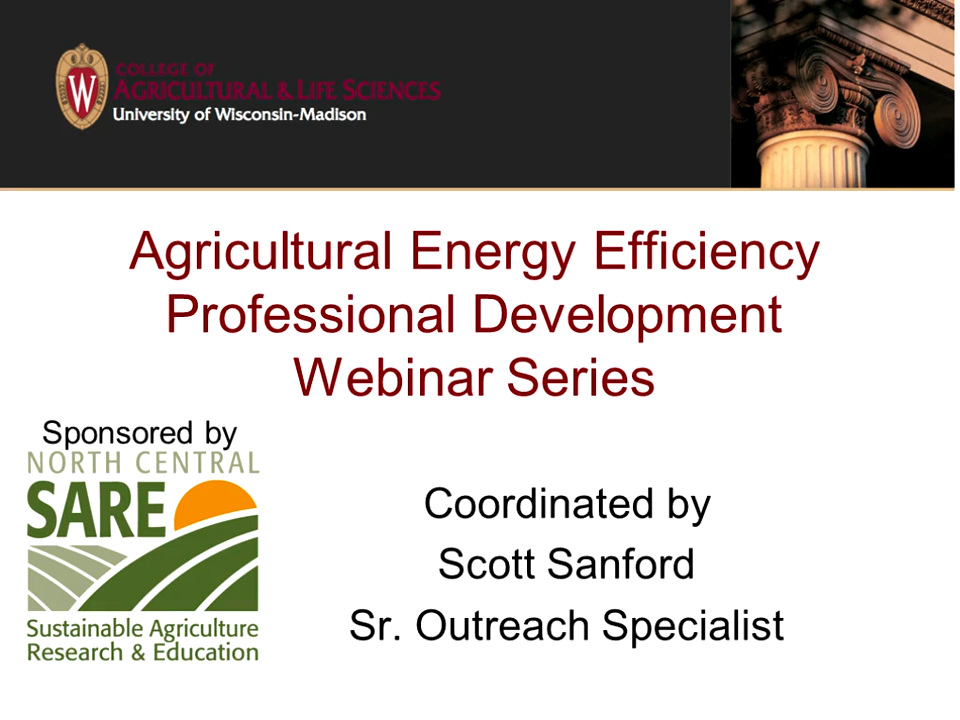 COLLEGE OF
AGRICULTURAL & LIFE SCIENCES
University of Wisconsin-Madison
W
Agricultural Energy Efficiency
Professional Development
Webinar Series
Sponsored by
NORTH CENTRAL
SARE
Sustainable Agriculture
Research & Education
Coordinated by
Scott Sanford
Sr. Outreach Specialist